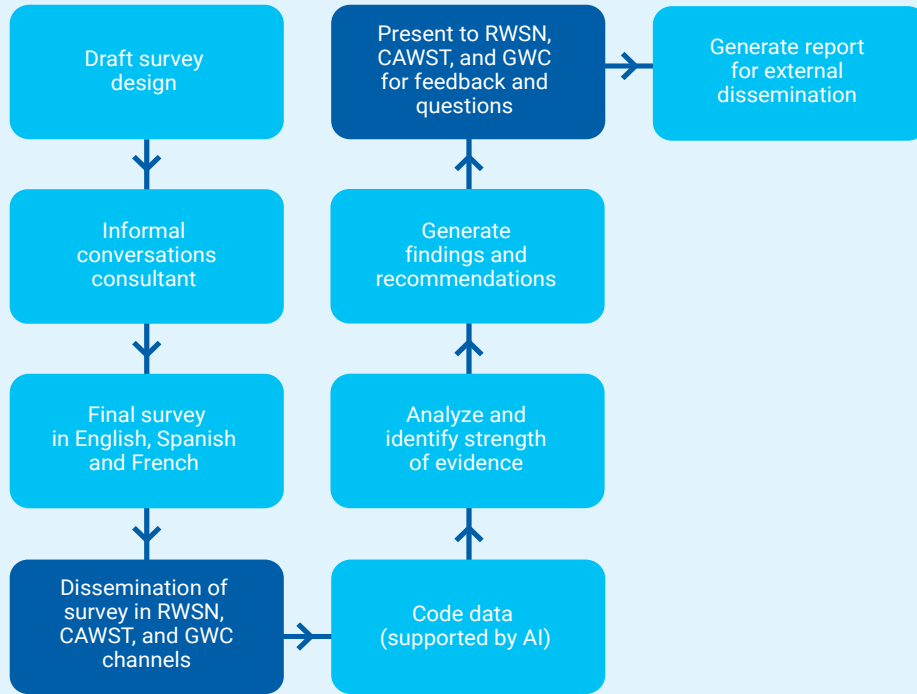 Draft survey
design
Informal
conversations
consultant
Final survey
in English, Spanish
and French
Dissemination of
survey in RWSN,
CAWST, and GWC
channels
Code data
(supported by AI)
Analyze and
identify strength
of evidence
Generate
findings and
recommendations
Present to RWSN,
CAWST, and GWC
for feedback and
questions
Generate report
for external
dissemination